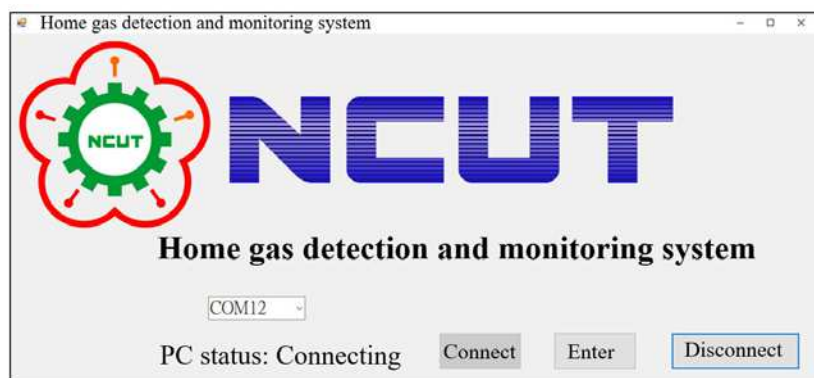 Home gas detection and monitoring system
NCUT
NCUT
Home gas detection and monitoring system
COM12
PC status: Connecting
Connect
Enter
Disconnect